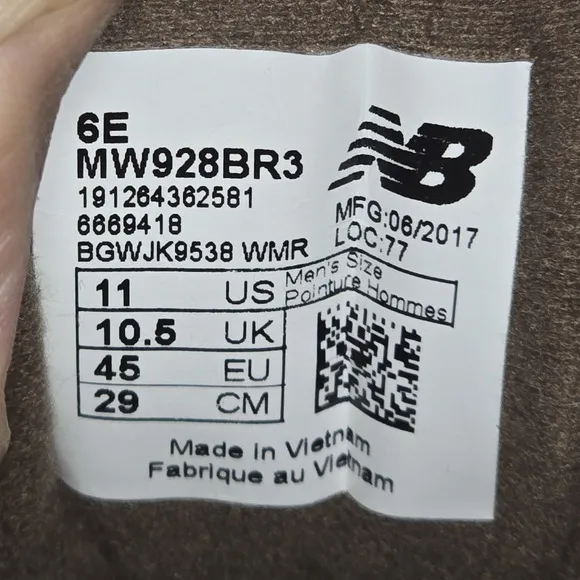 6E
MW928BR3
191264362581
6669418
BGWJK9538 WMR
NB
MFG:06/2017
LOC:77
Men's Size
Pointure Hommes
11 US
10.5 UK
45 EU
29 CM
Made in Vietnam
Fabrique au Vietnam